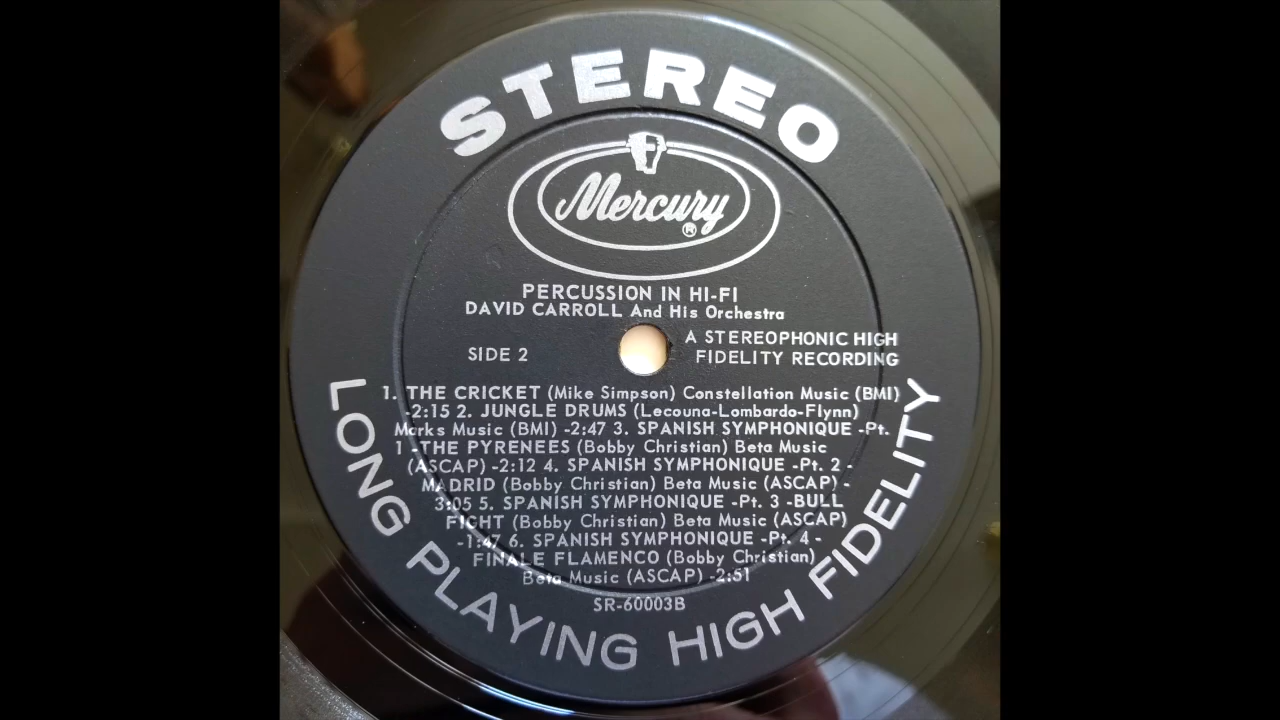 STEREO
Mercury
®
PERCUSSION IN HI-FI
DAVID CARROLL And His Orchestra
A STEREOPHONIC HIGH
SIDE 2 FIDELITY RECORDING
1. THE CRICKET (Mike Simpson) Constellation Music (BMI)
-2:15 2. JUNGLE DRUMS (Lecouna-Lombardo-Flynn)
Marks Music (BMI) -2:47 3. SPANISH SYMPHONIQUE -Pt.
1 -THE PYRENEES (Bobby Christian) Beta Music
(ASCAP) -2:12 4. SPANISH SYMPHONIQUE -Pt. 2 -
MADRID (Bobby Christian) Beta Music (ASCAP) -
3:05 5. SPANISH SYMPHONIQUE -Pt. 3 -BULL
FIGHT (Bobby Christian) Beta Music (ASCAP)
-1:47 6. SPANISH SYMPHONIQUE -Pt. 4 -
FINALE FLAMENCO (Bobby Christian)
Beta Music (ASCAP) -2:51
SR-60003B
LONG PLAYING HIGH FIDELITY